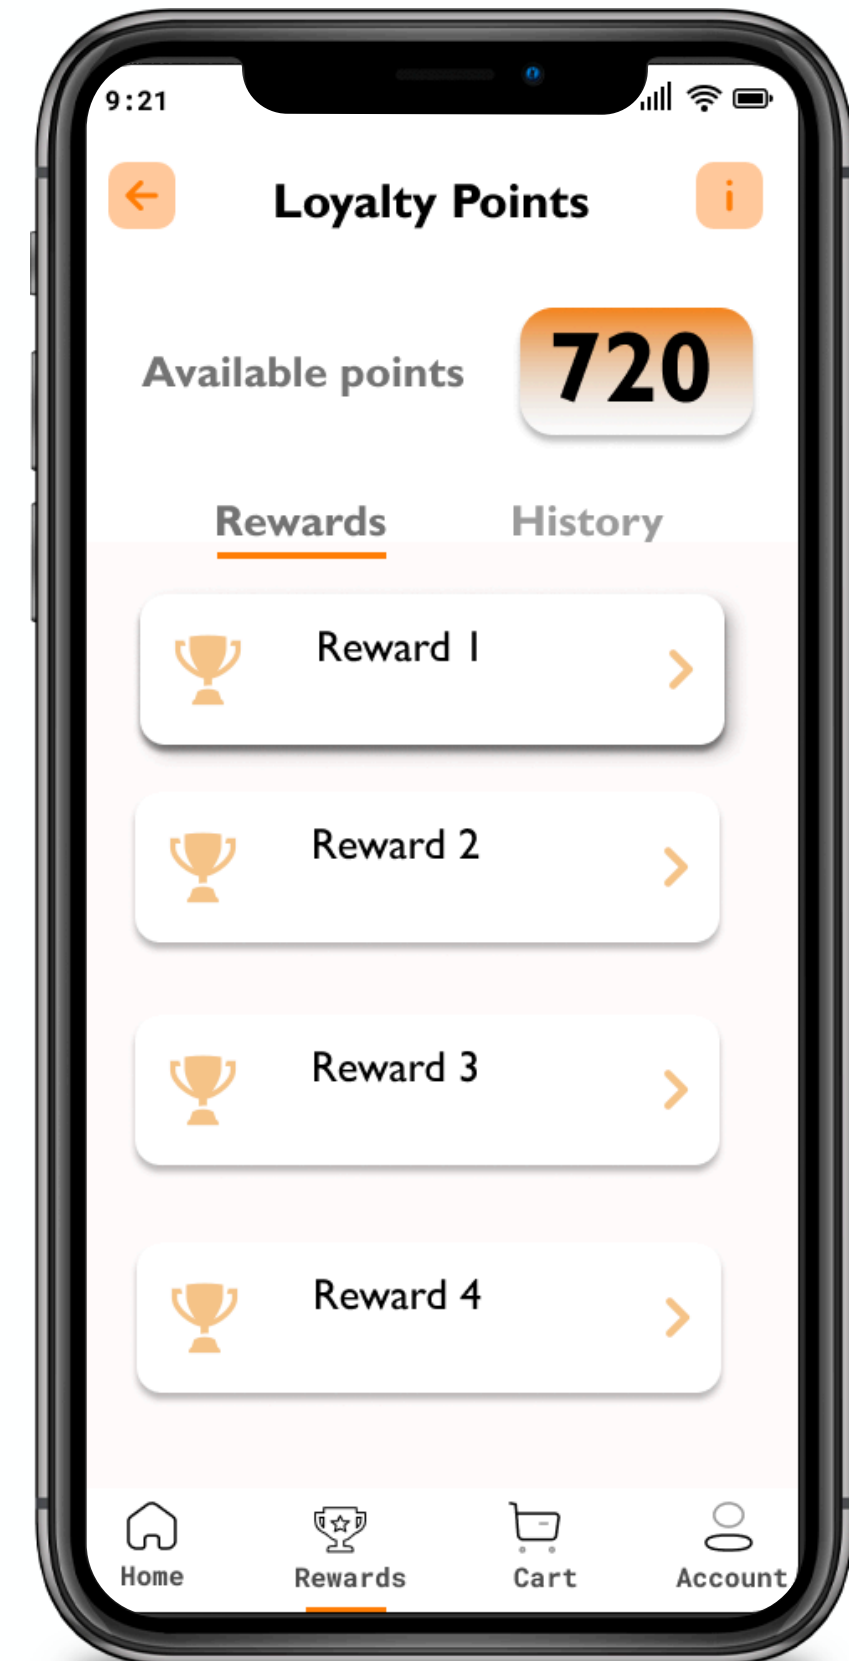 9:21
Loyalty Points
i
Available points
720
Rewards History
Reward 1
Reward 2
Reward 3
Reward 4
Home Rewards Cart Account